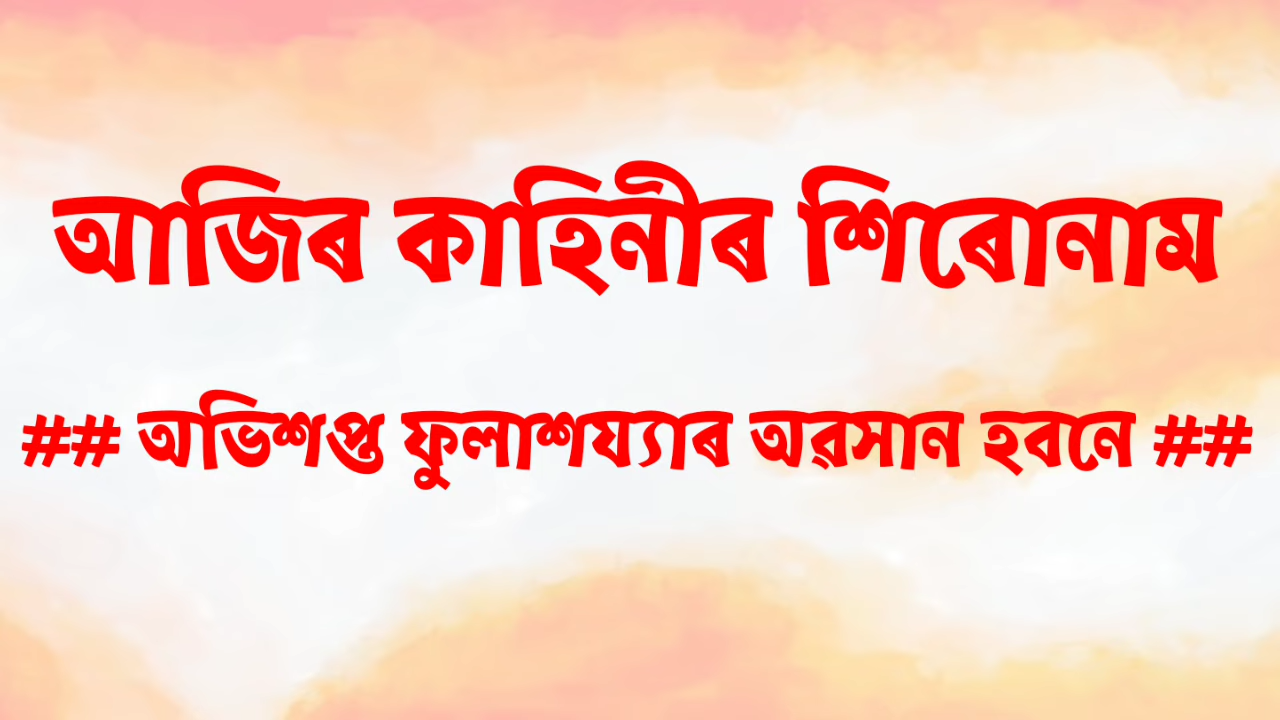 আজিৰ কাহিনীৰ শিৰোনাম
## অভিশপ্ত ফুলাশয্যাৰ অৱসান হবনে ##